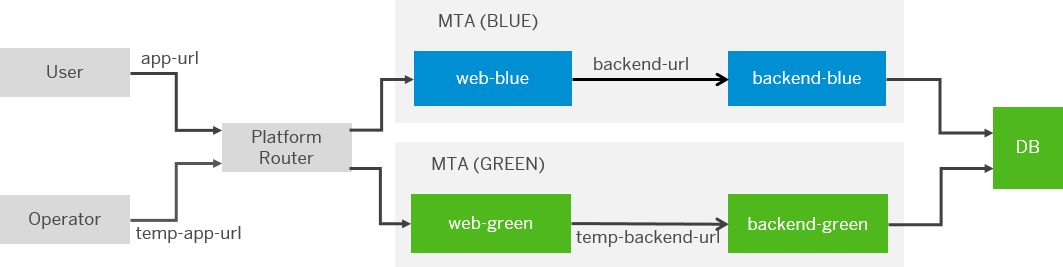 MTA (BLUE)
User
app-url
web-blue
backend-url
backend-blue
Platform
Router
DB
MTA (GREEN)
Operator
temp-app-url
web-green
temp-backend-url
backend-green